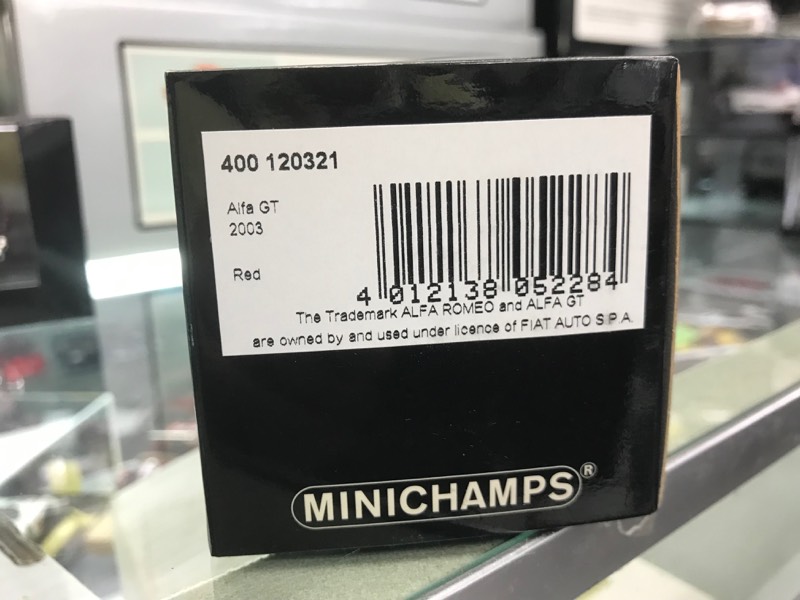 400 120321
Alfa GT
2003
Red
4 012138 052284
The Trademark ALFA ROMEO and ALFA GT
are owned by and used under licence of FIAT AUTO S.P.A.
MINICHAMPS®